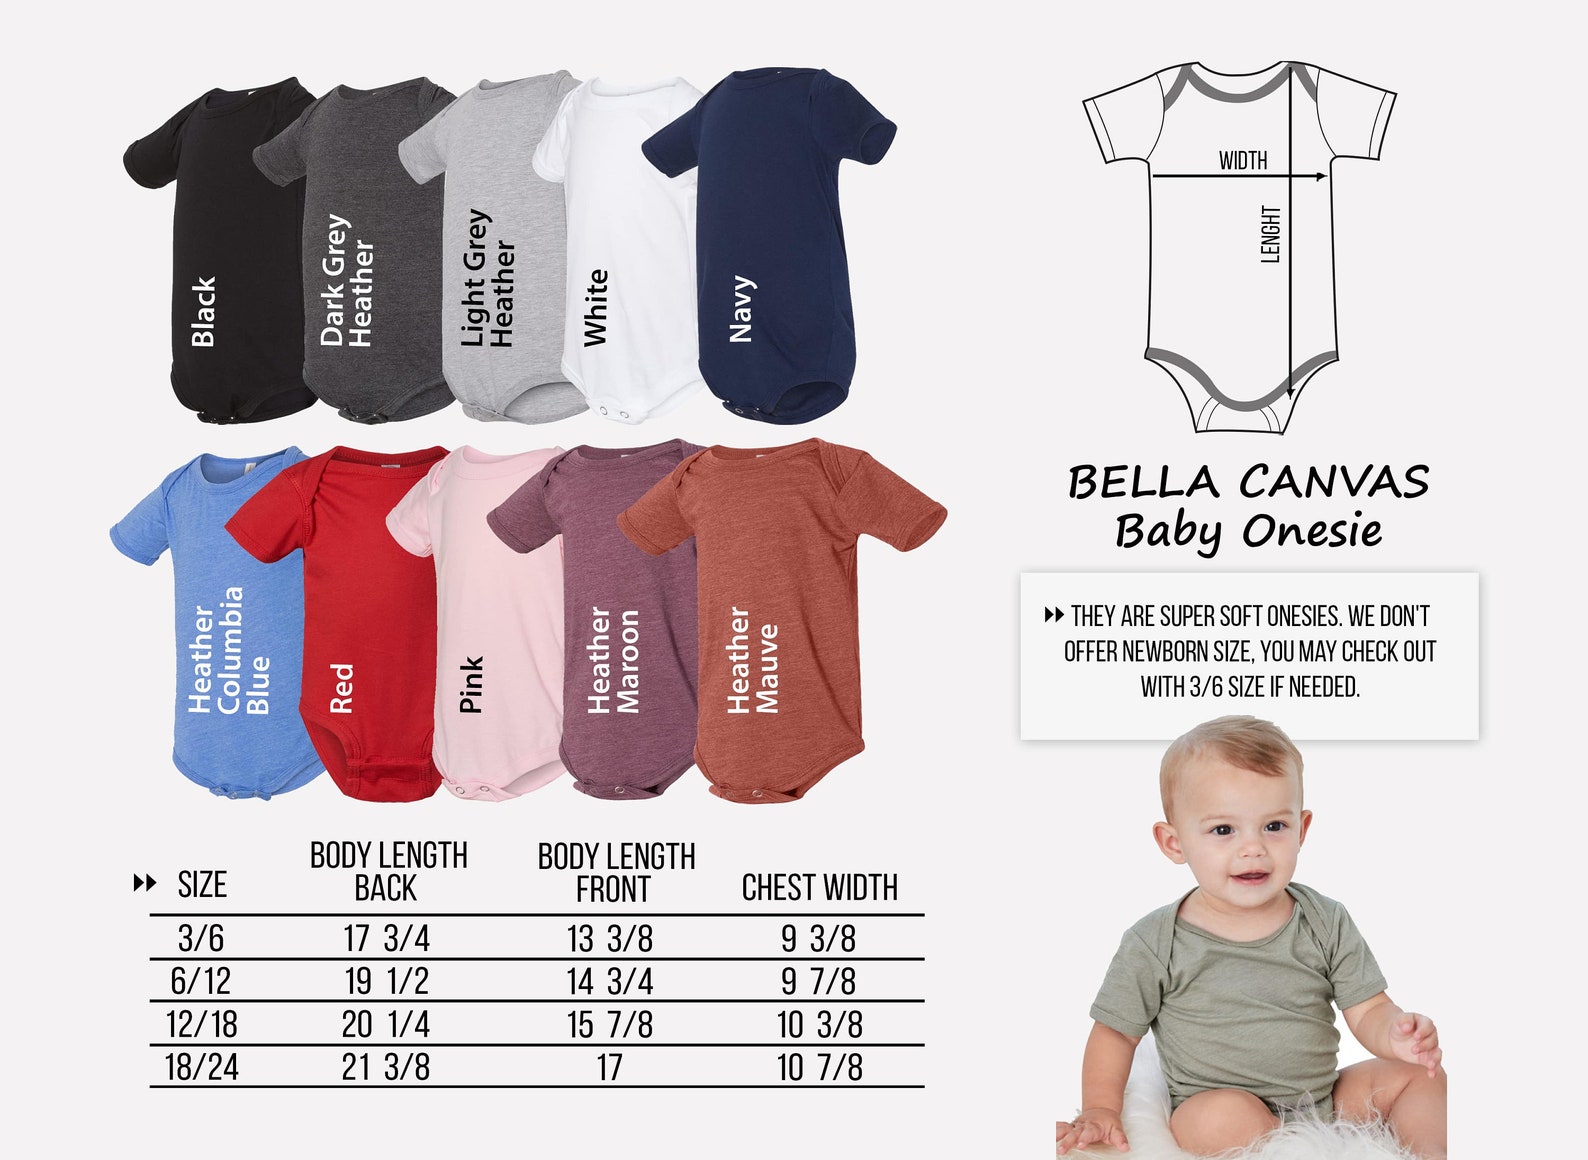 Black
Dark Grey
Heather
Light Grey
Heather
White
Navy
Heather
Columbia
Blue
Red
Pink
Heather
Maroon
Heather
Mauve
WIDTH
LENGHT
BELLA CANVAS
Baby Onesie
THEY ARE SUPER SOFT ONESIES. WE DON'T
OFFER NEWBORN SIZE, YOU MAY CHECK OUT
WITH 3/6 SIZE IF NEEDED.
SIZE BODY LENGTH BACK BODY LENGTH FRONT CHEST WIDTH
3/6 17 3/4 13 3/8 9 3/8
6/12 19 1/2 14 3/4 9 7/8
12/18 20 1/4 15 7/8 10 3/8
18/24 21 3/8 17 10 7/8